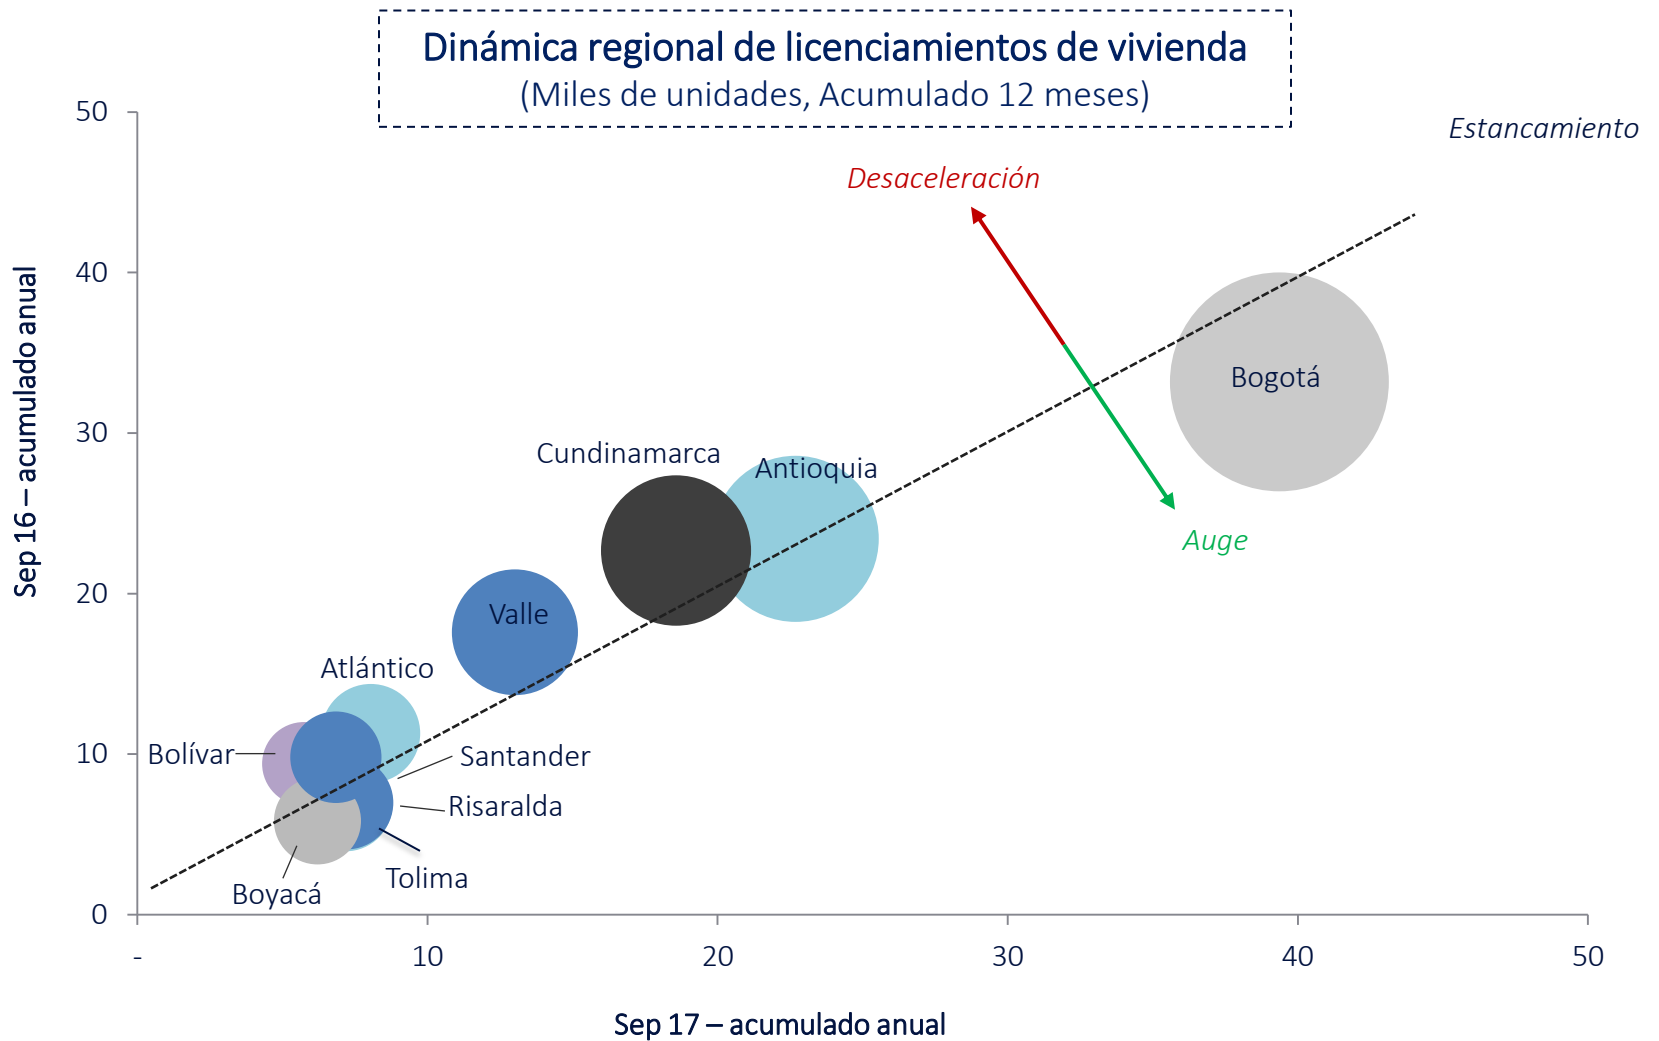 Dinámica regional de licenciamientos de vivienda
(Miles de unidades, Acumulado 12 meses)
50
Estancamiento
Desaceleración
40
Bogotá
30
Cundinamarca
Antioquia
Auge
20
Valle
Atlántico
10
Bolívar
Santander
Risaralda
Tolima
Boyacá
0
Sep 16 – acumulado anual
- 10 20 30 40 50
Sep 17 – acumulado anual